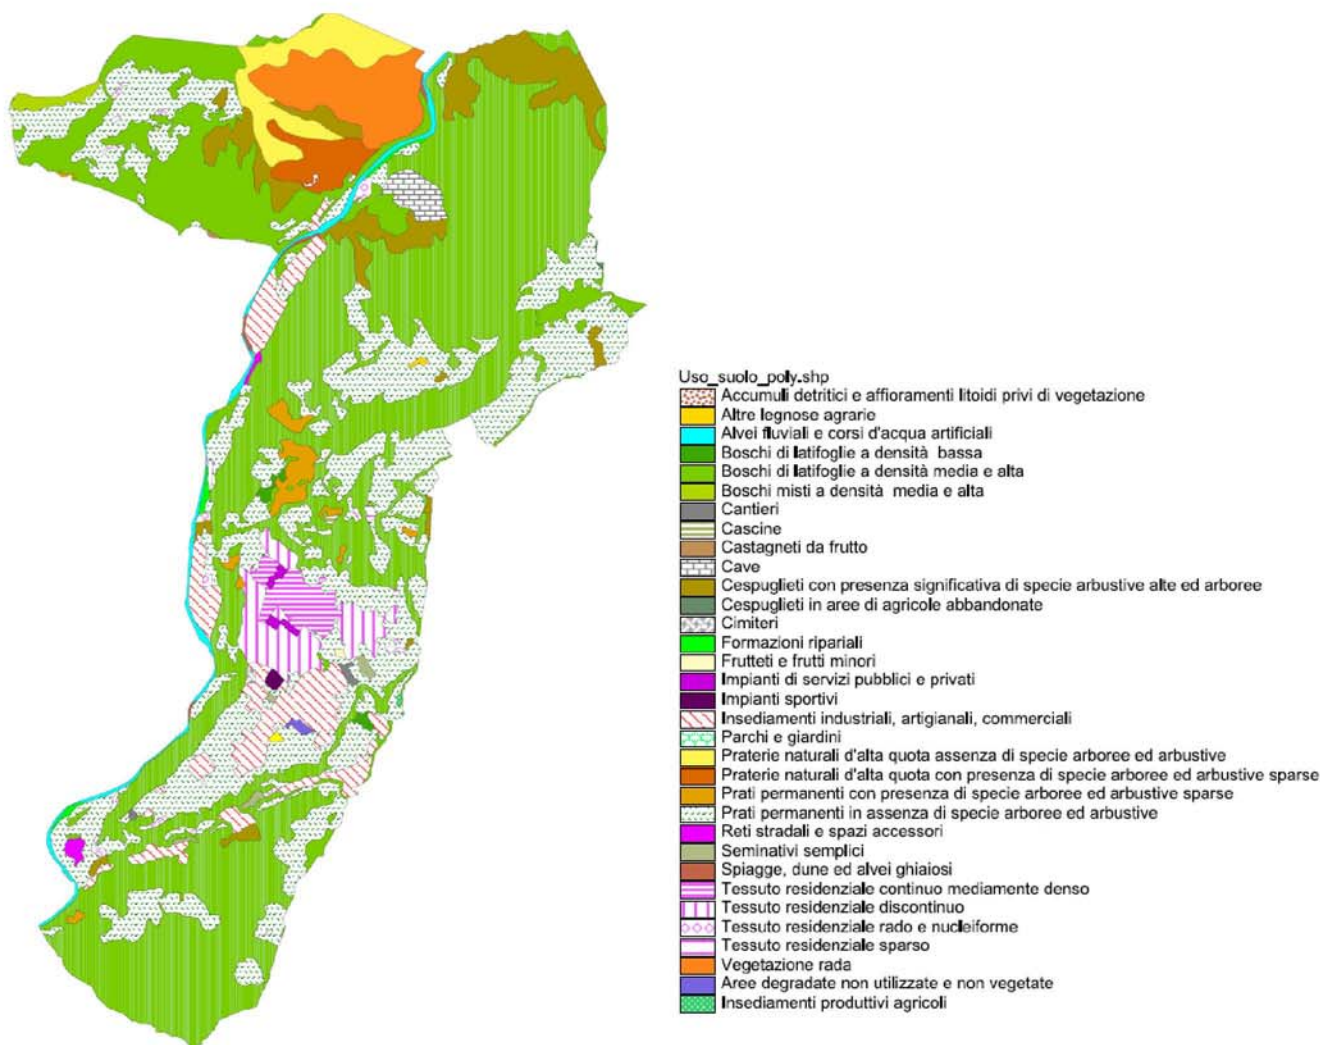 Uso_suolo_poly.shp
Accumuli detritici e affioramenti litoidi privi di vegetazione
Altre legnose agrarie
Alvei fluviali e corsi d'acqua artificiali
Boschi di latifoglie a densità bassa
Boschi di latifoglie a densità media e alta
Boschi misti a densità media e alta
Cantieri
Cascine
Castagneti da frutto
Cave
Cespuglieti con presenza significativa di specie arbustive alte ed arboree
Cespuglieti in aree di agricole abbandonate
Cimiteri
Formazioni ripariali
Frutteti e frutti minori
Impianti di servizi pubblici e privati
Impianti sportivi
Insediamenti industriali, artigianali, commerciali
Parchi e giardini
Praterie naturali d'alta quota assenza di specie arboree ed arbustive
Praterie naturali d'alta quota con presenza di specie arboree ed arbustive sparse
Prati permanenti con presenza di specie arboree ed arbustive sparse
Prati permanenti in assenza di specie arboree ed arbustive
Reti stradali e spazi accessori
Seminativi semplici
Spiagge, dune ed alvei ghiaiosi
Tessuto residenziale continuo mediamente denso
Tessuto residenziale discontinuo
Tessuto residenziale rado e nucleiforme
Tessuto residenziale sparso
Vegetazione rada
Aree degradate non utilizzate e non vegetate
Insediamenti produttivi agricoli